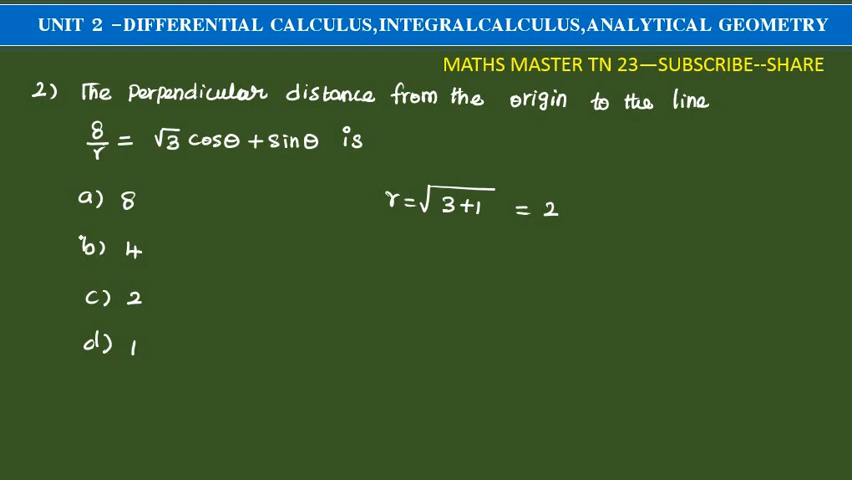 UNIT 2 –DIFFERENTIAL CALCULUS,INTEGRALCALCULUS,ANALYTICAL GEOMETRY
MATHS MASTER TN 23—SUBSCRIBE--SHARE
2) The perpendicular distance from the origin to the line
8/r = √3 cosθ + sinθ is
a) 8
r = √3+1 = 2
b) 4
c) 2
d) 1